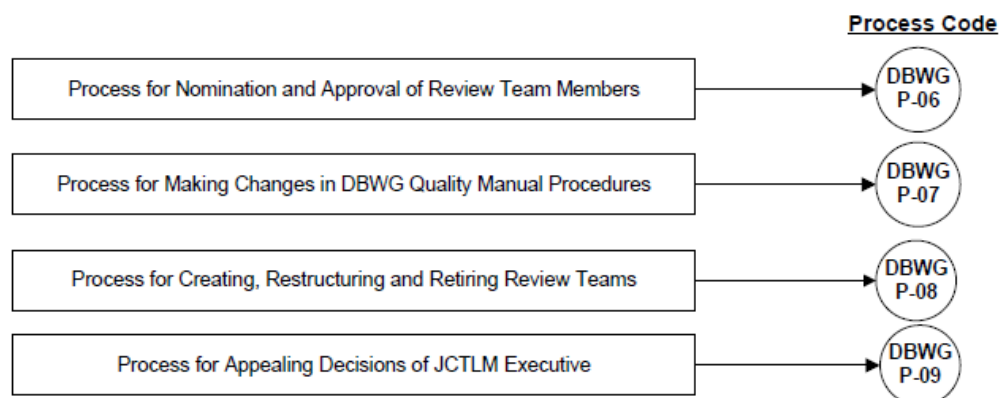 Process Code
Process for Nomination and Approval of Review Team Members
DBWG
P-06
Process for Making Changes in DBWG Quality Manual Procedures
DBWG
P-07
Process for Creating, Restructuring and Retiring Review Teams
DBWG
P-08
Process for Appealing Decisions of JCTLM Executive
DBWG
P-09